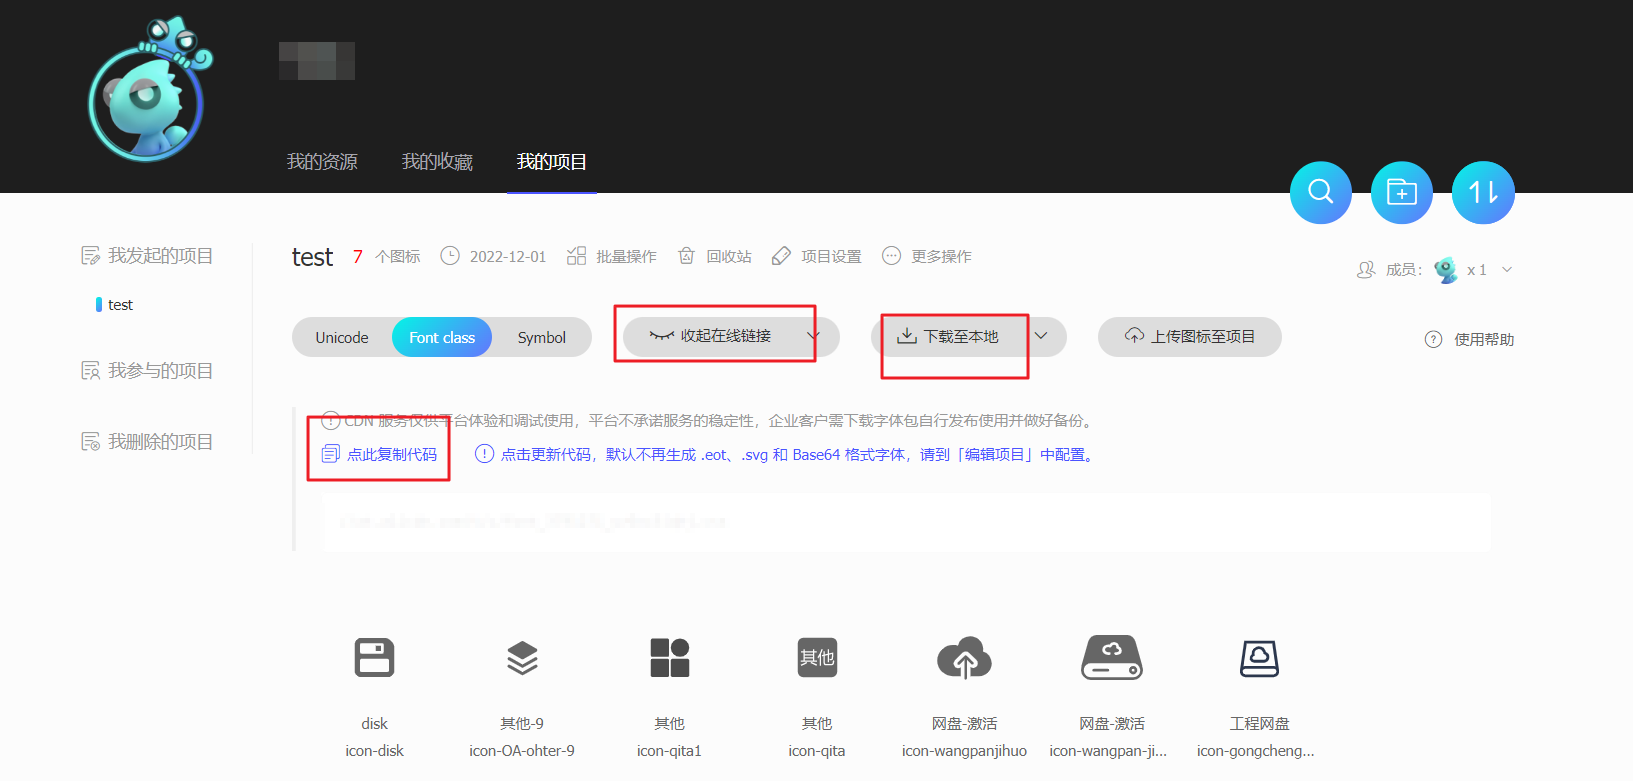 我的资源 我的收藏 我的项目
我发起的项目
test
我参与的项目
我删除的项目
test 7 个图标 2022-12-01 批量操作 回收站 项目设置 更多操作
成员： x 1
Unicode Font class Symbol 收起在线链接 下载至本地 上传图标至项目 使用帮助
CDN 服务仅供平台体验和调试使用，平台不承诺服务的稳定性，企业客户需下载字体包自行发布使用并做好备份。
点此复制代码 点击更新代码，默认不再生成 .eot、.svg 和 Base64 格式字体，请到「编辑项目」中配置。
其他
disk 其他-9 其他 其他 网盘-激活 网盘-激活 工程网盘
icon-disk icon-OA-ohter-9 icon-qita1 icon-qita icon-wangpanjihuo icon-wangpan-ji... icon-gongcheng...